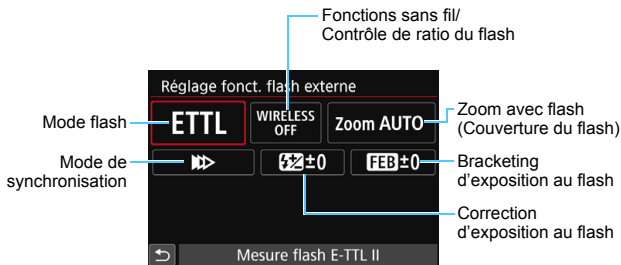 Fonctions sans fil/
Contrôle de ratio du flash
Réglage fonct. flash externe
Mode flash
ETTL
WIRELESS
OFF
Zoom AUTO
Zoom avec flash
(Couverture du flash)
Mode de
synchronisation
±0
FEB±0
Bracketing
d'exposition au flash
Correction
d'exposition au flash
Mesure flash E-TTL II